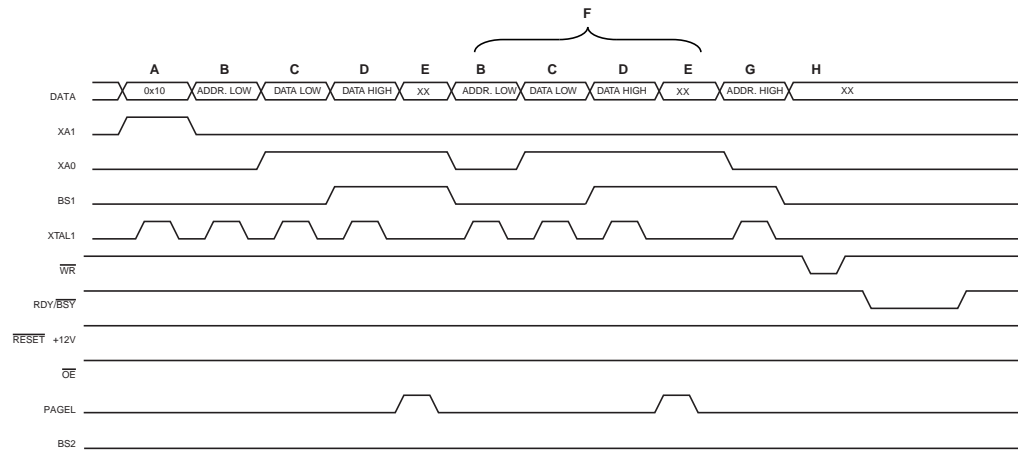 F
A B C D E B C D E G H
DATA 0x10 ADDR. LOW DATA LOW DATA HIGH XX ADDR. LOW DATA LOW DATA HIGH XX ADDR. HIGH XX
XA1
XA0
BS1
XTAL1
WR
RDY/BSY
RESET +12V
OE
PAGEL
BS2